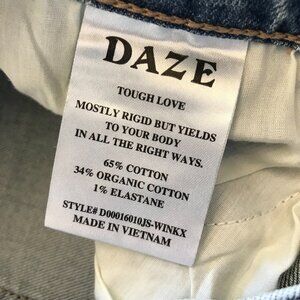 DAZE
TOUGH LOVE
MOSTLY RIGID BUT YIELDS
TO YOUR BODY
IN ALL THE RIGHT WAYS.
65% COTTON
34% ORGANIC COTTON
1% ELASTANE
STYLE# D00016010JS-WINKX
MADE IN VIETNAM